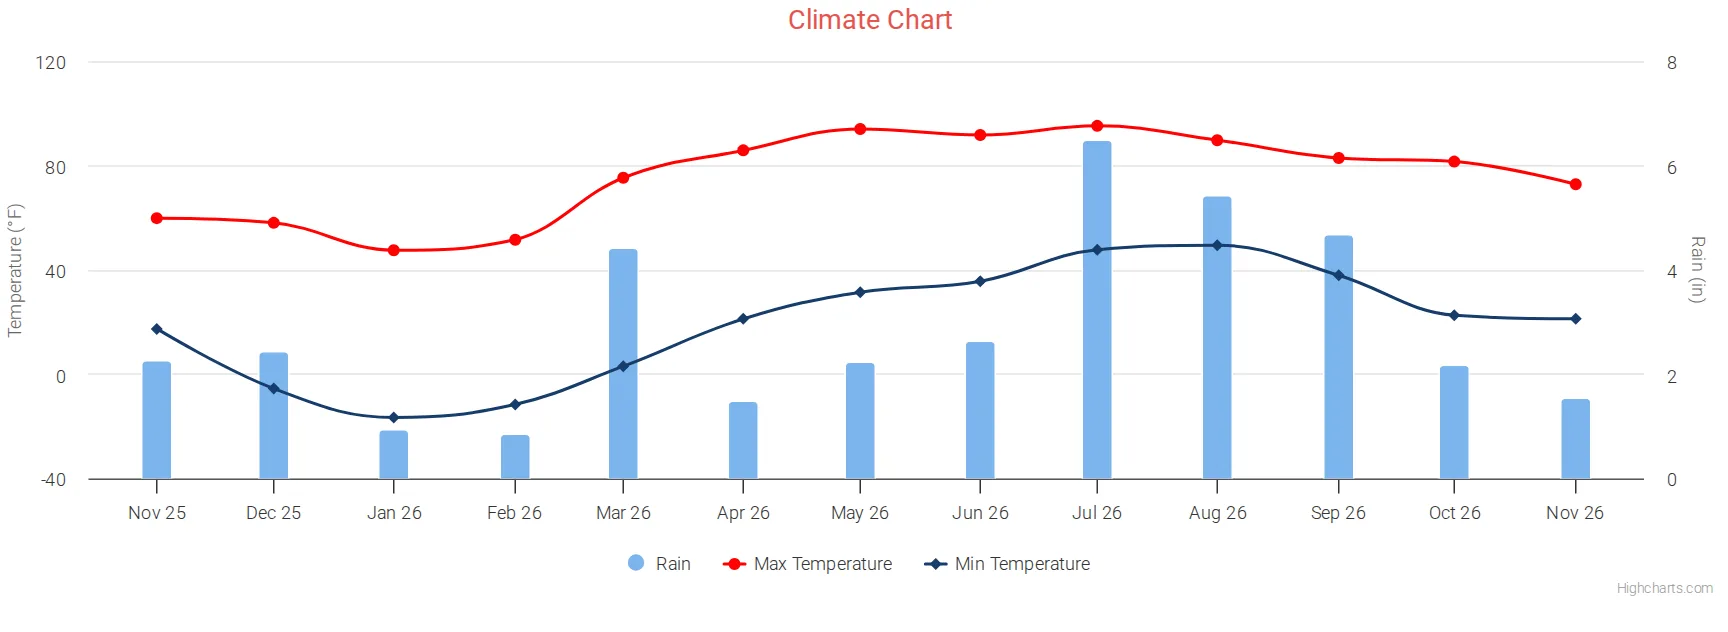 Climate Chart
120
80
40
0
-40
Temperature (°F)
8
6
4
2
0
Rain (in)
Nov 25 Dec 25 Jan 26 Feb 26 Mar 26 Apr 26 May 26 Jun 26 Jul 26 Aug 26 Sep 26 Oct 26 Nov 26
Rain Max Temperature Min Temperature
Highcharts.com